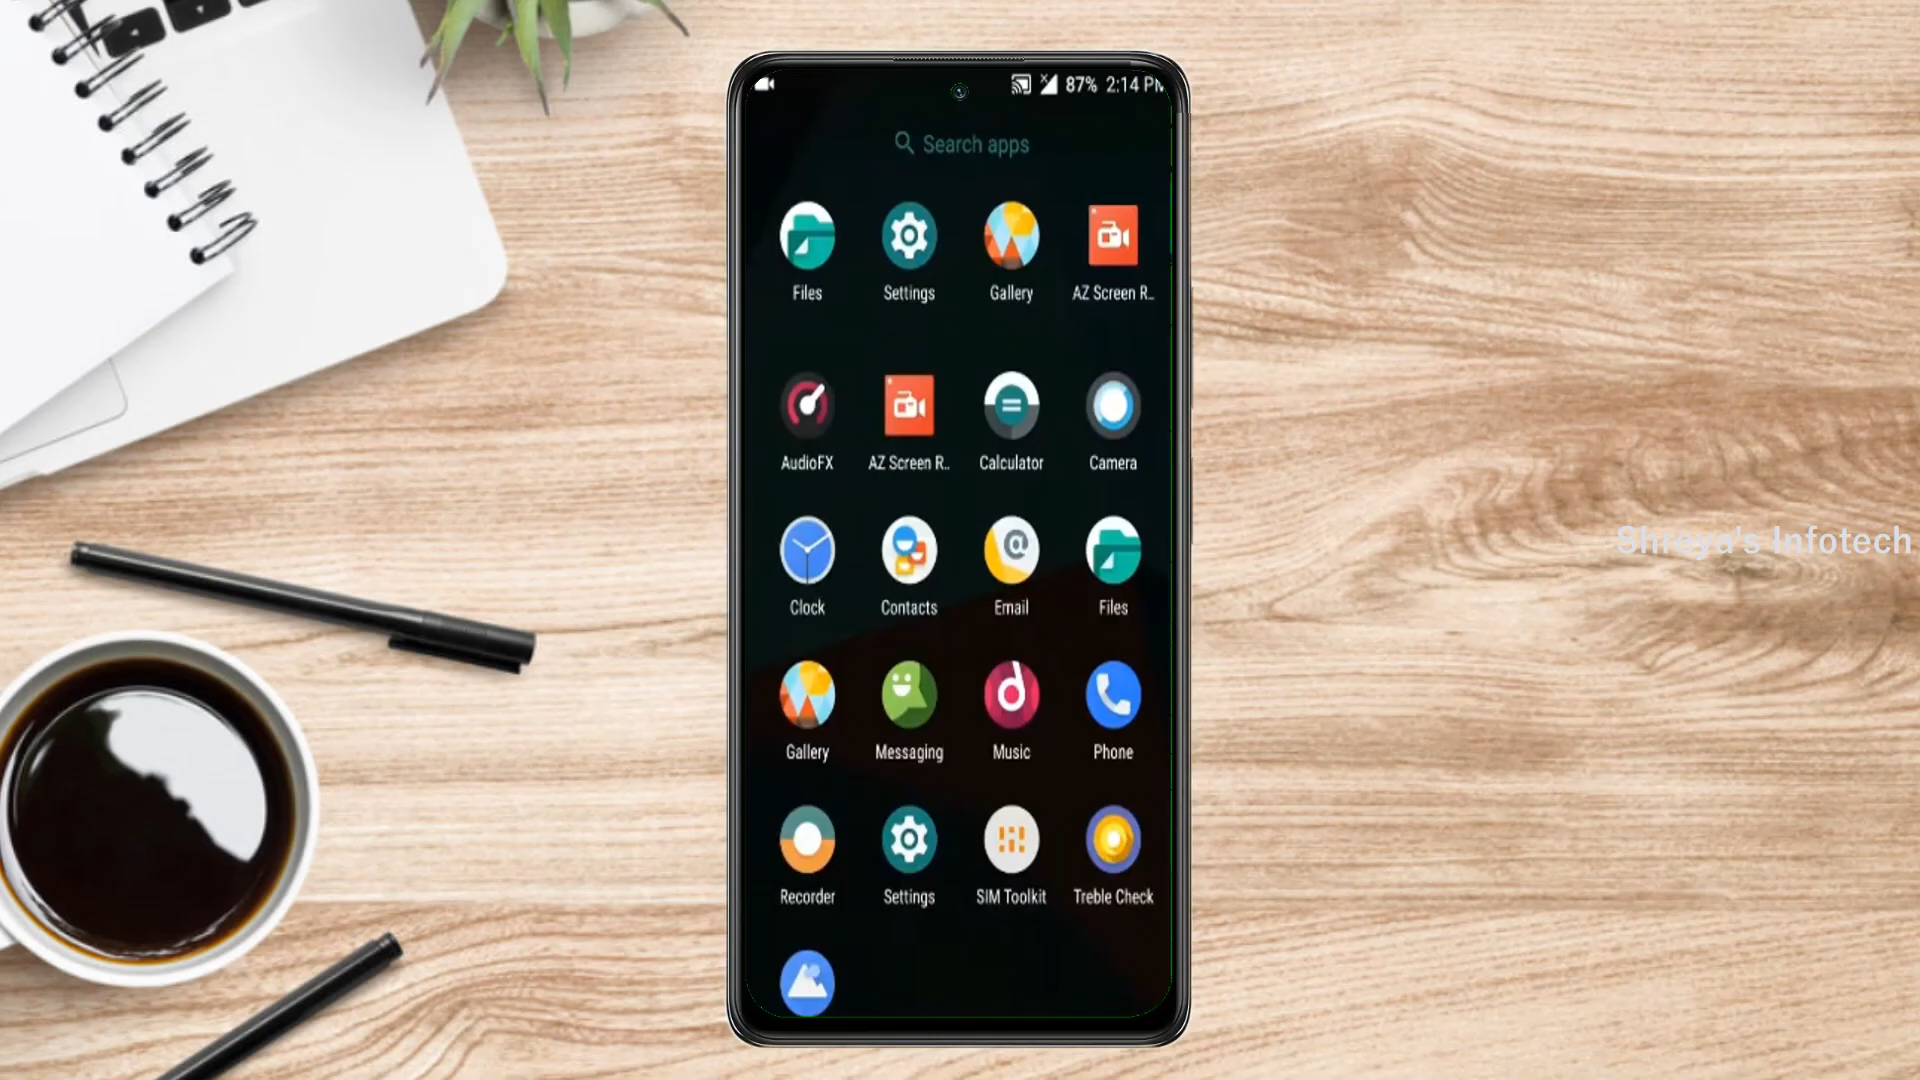 87% 2:14 PM
Search apps
Files Settings Gallery AZ Screen R..
AudioFX AZ Screen R.. Calculator Camera
Clock Contacts Email Files
Gallery Messaging Music Phone
Recorder Settings SIM Toolkit Treble Check
Shreya's Infotech